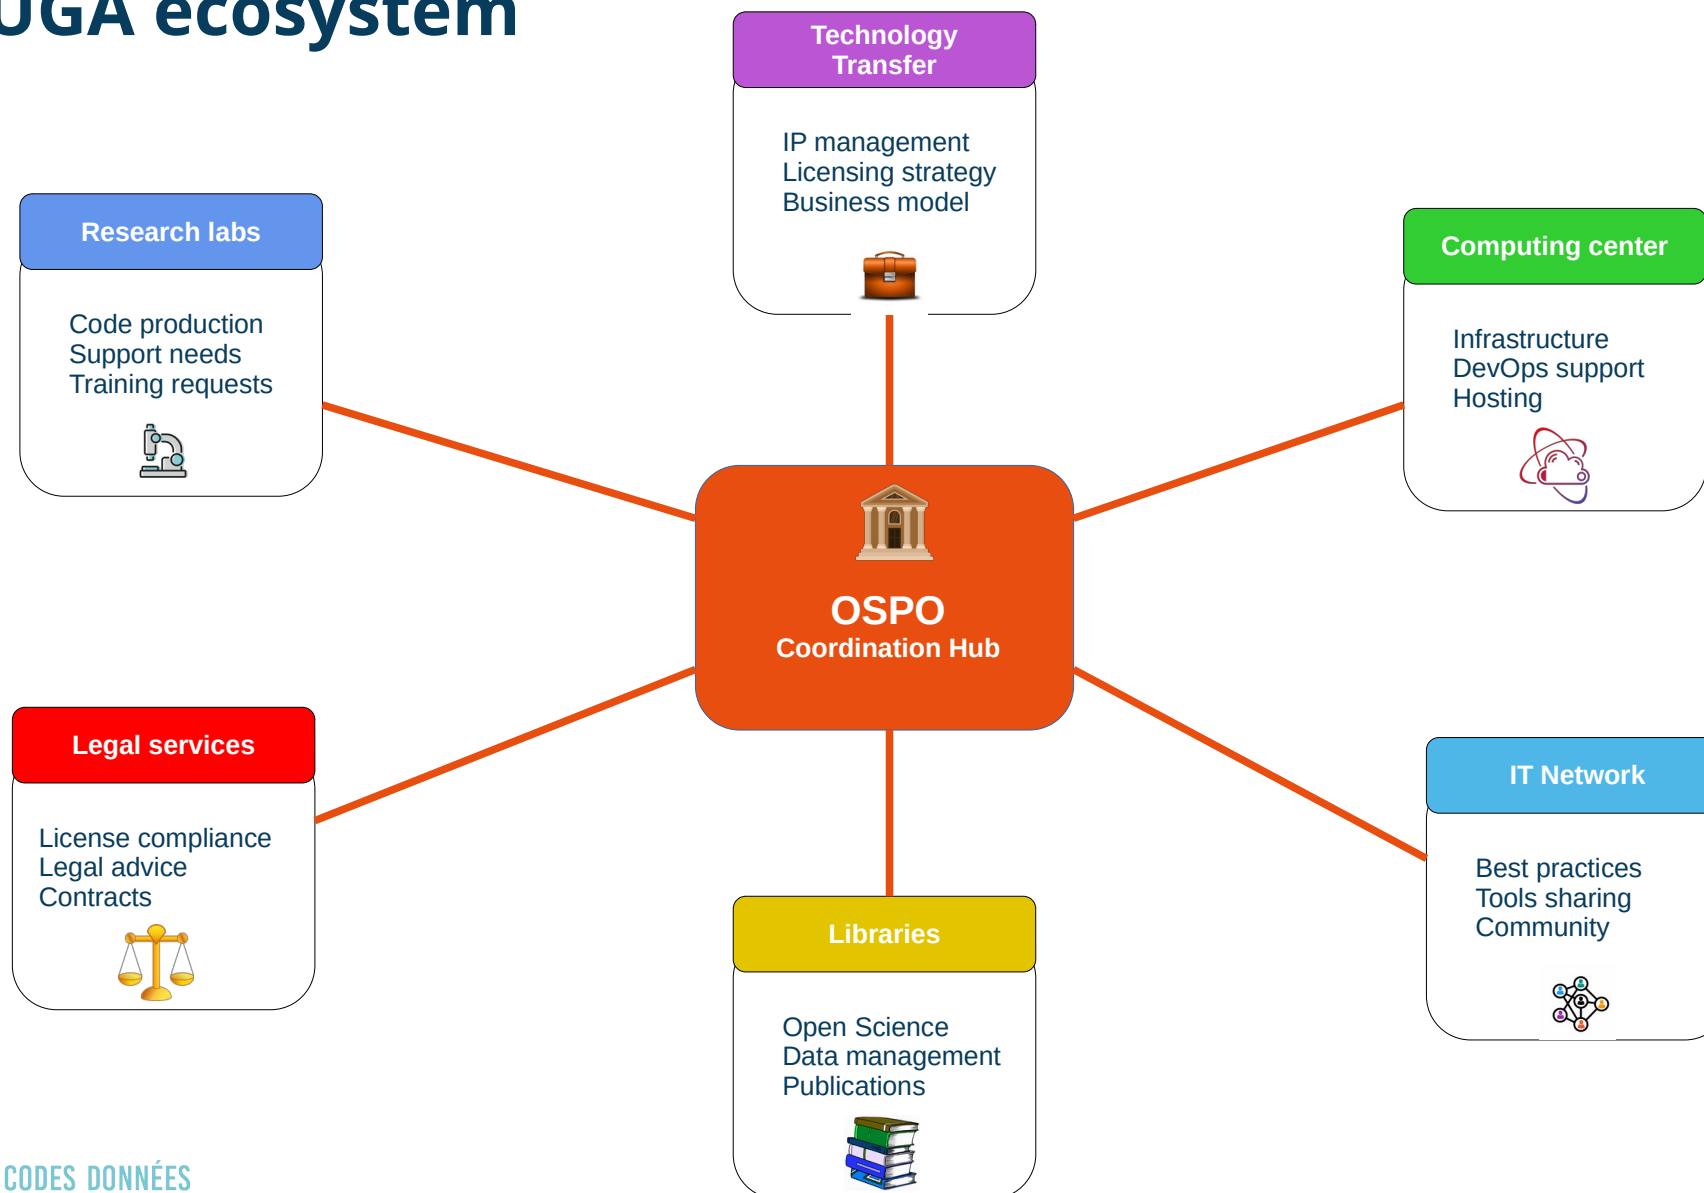 UGA ecosystem
Technology
Transfer
IP management
Licensing strategy
Business model
Research labs
Code production
Support needs
Training requests
Computing center
Infrastructure
DevOps support
Hosting
OSPO
Coordination Hub
Legal services
License compliance
Legal advice
Contracts
IT Network
Best practices
Tools sharing
Community
Libraries
Open Science
Data management
Publications
CODES DONNÉES